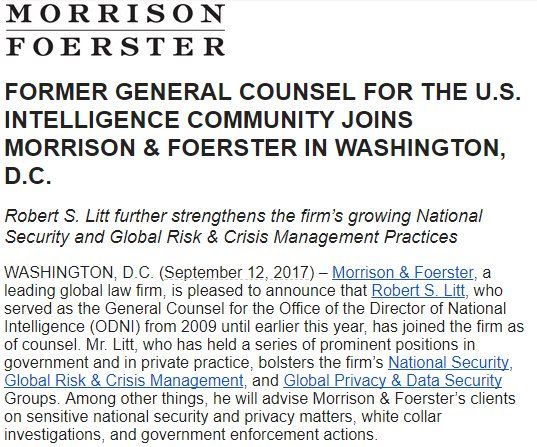 MORRISON
FOERSTER
FORMER GENERAL COUNSEL FOR THE U.S.
INTELLIGENCE COMMUNITY JOINS
MORRISON & FOERSTER IN WASHINGTON,
D.C.
Robert S. Litt further strengthens the firm's growing National
Security and Global Risk & Crisis Management Practices
WASHINGTON, D.C. (September 12, 2017) – Morrison & Foerster, a
leading global law firm, is pleased to announce that Robert S. Litt, who
served as the General Counsel for the Office of the Director of National
Intelligence (ODNI) from 2009 until earlier this year, has joined the firm as
of counsel. Mr. Litt, who has held a series of prominent positions in
government and in private practice, bolsters the firm's National Security,
Global Risk & Crisis Management, and Global Privacy & Data Security
Groups. Among other things, he will advise Morrison & Foerster's clients
on sensitive national security and privacy matters, white collar
investigations, and government enforcement actions.